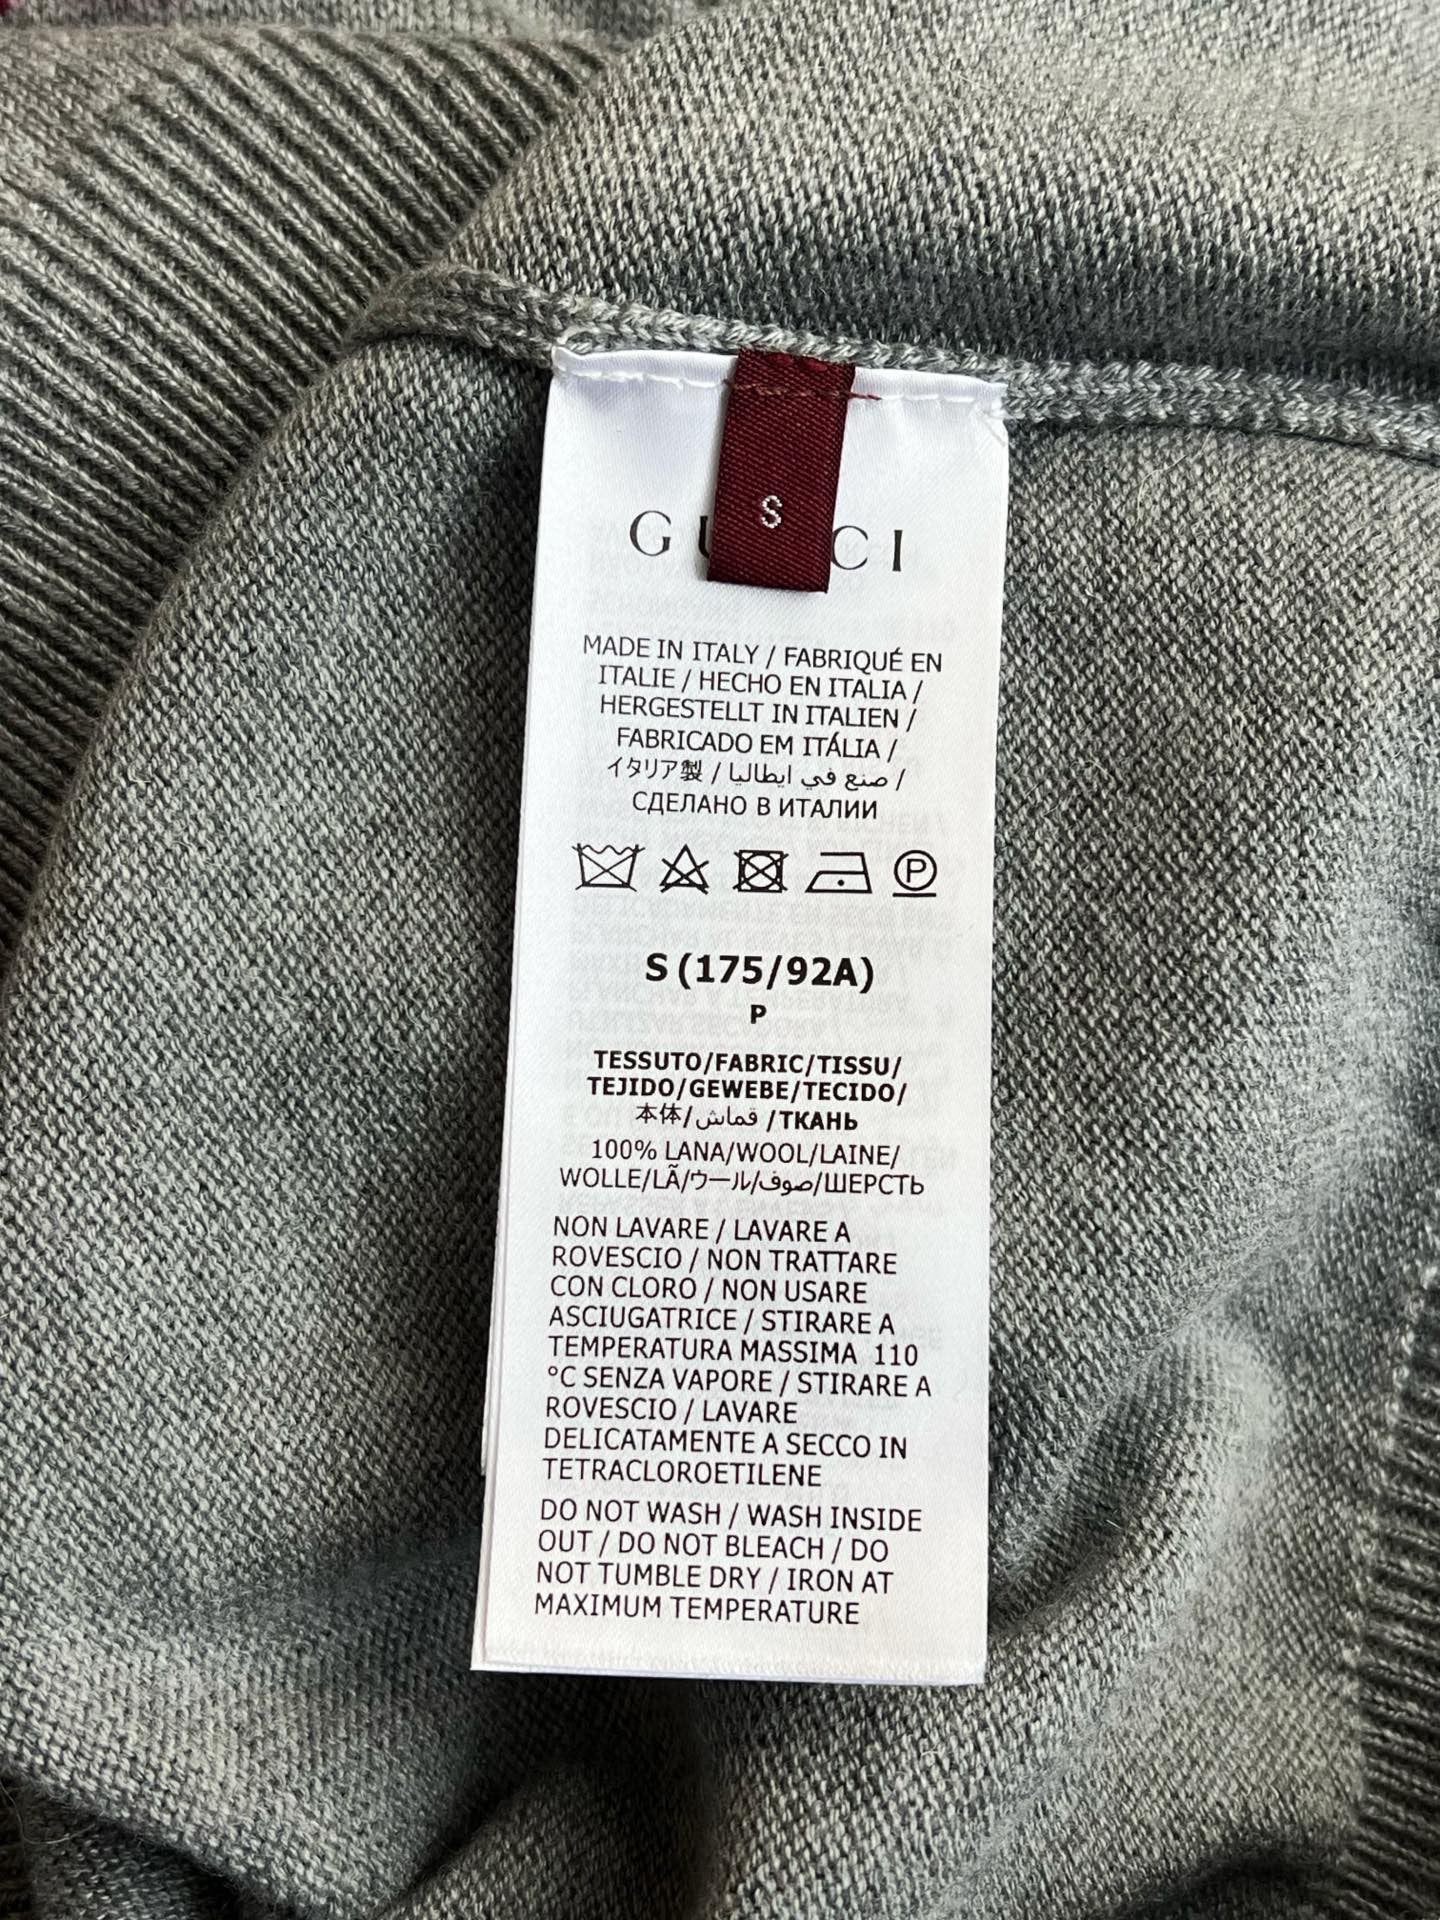 S
G CI
MADE IN ITALY / FABRIQUÉ EN
ITALIE / HECHO EN ITALIA /
HERGESTELLT IN ITALIEN /
FABRICADO EM ITÁLIA /
イタリア製 / صنع في ايطاليا /
СДЕЛАНО В ИТАЛИИ
P
S (175/92A)
P
TESSUTO/FABRIC/TISSU/
TEJIDO/GEWEBE/TECIDO/
本体/قماش /ТКАНЬ
100% LANA/WOOL/LAINE/
WOLLE/LÃ/ウール/صوف/ШЕРСТЬ
NON LAVARE / LAVARE A
ROVESCIO / NON TRATTARE
CON CLORO / NON USARE
ASCIUGATRICE / STIRARE A
TEMPERATURA MASSIMA 110
°C SENZA VAPORE / STIRARE A
ROVESCIO / LAVARE
DELICATAMENTE A SECCO IN
TETRACLOROETILENE
DO NOT WASH / WASH INSIDE
OUT / DO NOT BLEACH / DO
NOT TUMBLE DRY / IRON AT
MAXIMUM TEMPERATURE